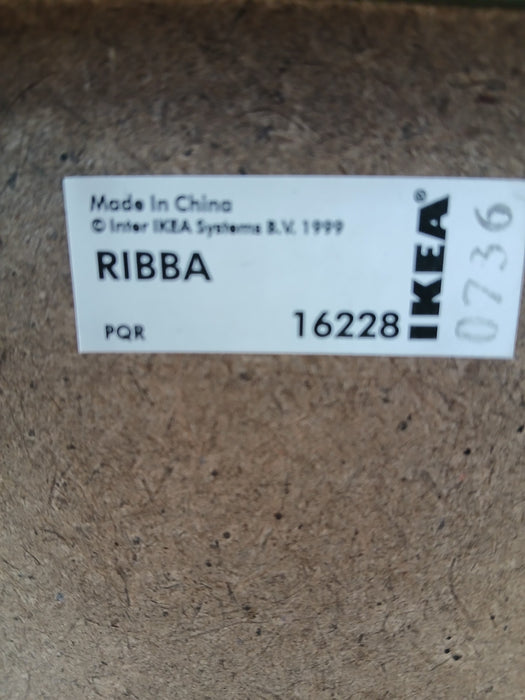 Made In China
© Inter IKEA Systems B.V. 1999
RIBBA
PQR
16228
IKEA®
0736